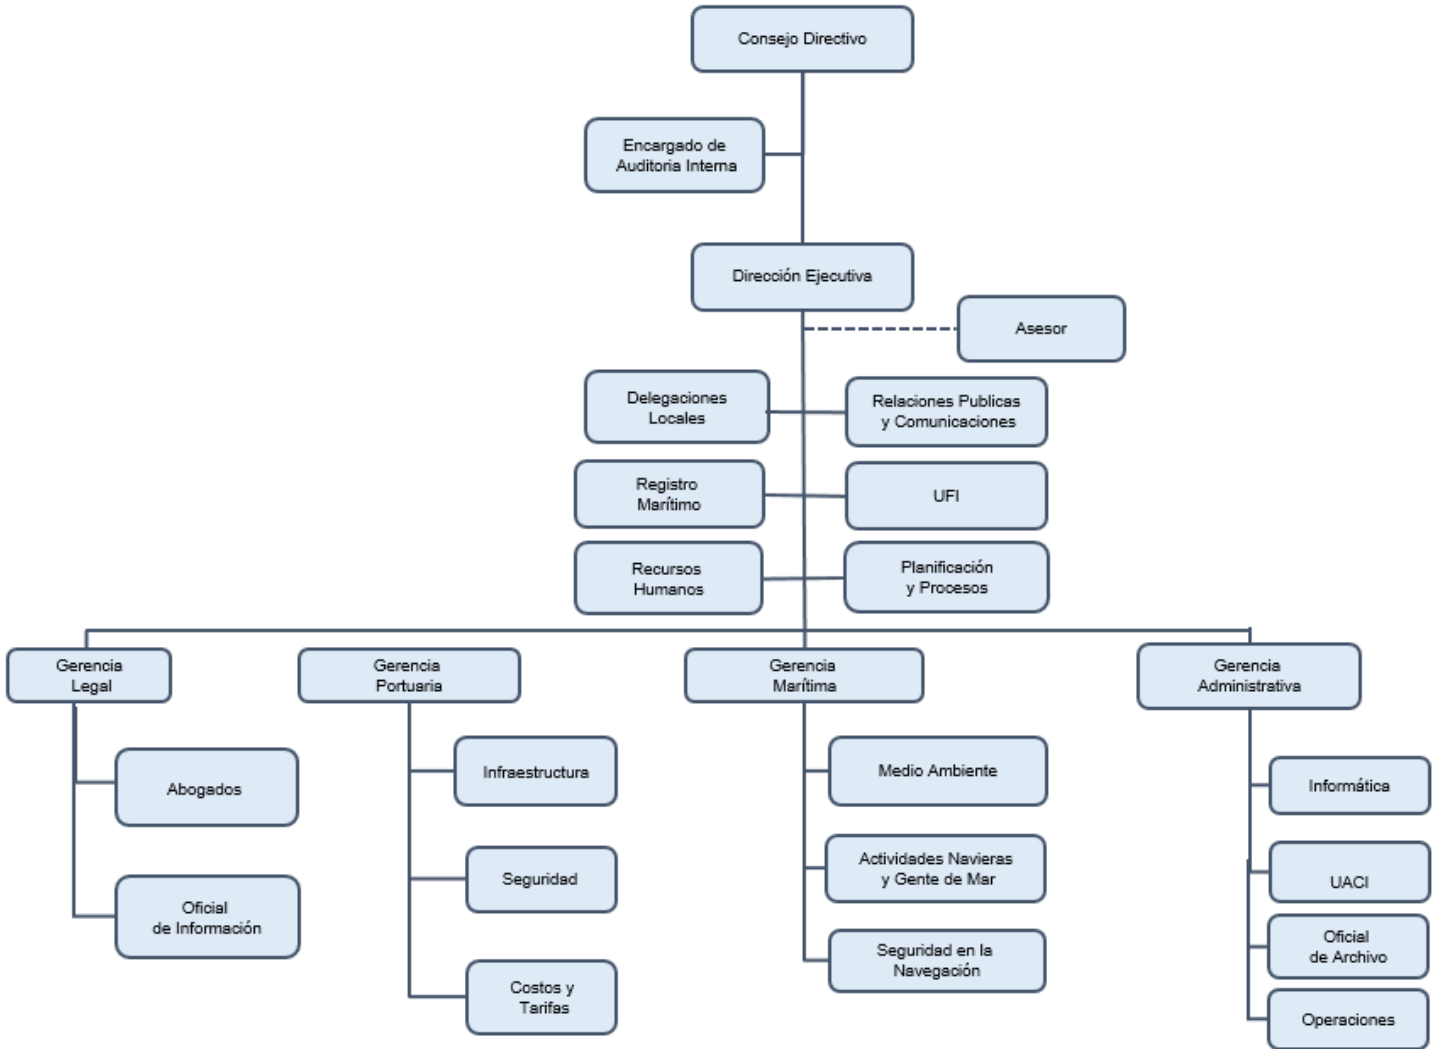 Consejo Directivo
Encargado de
Auditoria Interna
Dirección Ejecutiva
Asesor
Delegaciones
Locales
Relaciones Publicas
y Comunicaciones
Registro
Marítimo
UFI
Recursos
Humanos
Planificación
y Procesos
Gerencia
Legal
Gerencia
Portuaria
Gerencia
Marítima
Gerencia
Administrativa
Abogados
Oficial
de Información
Infraestructura
Seguridad
Costos y
Tarifas
Medio Ambiente
Actividades Navieras
y Gente de Mar
Seguridad en la
Navegación
Informática
UACI
Oficial
de Archivo
Operaciones